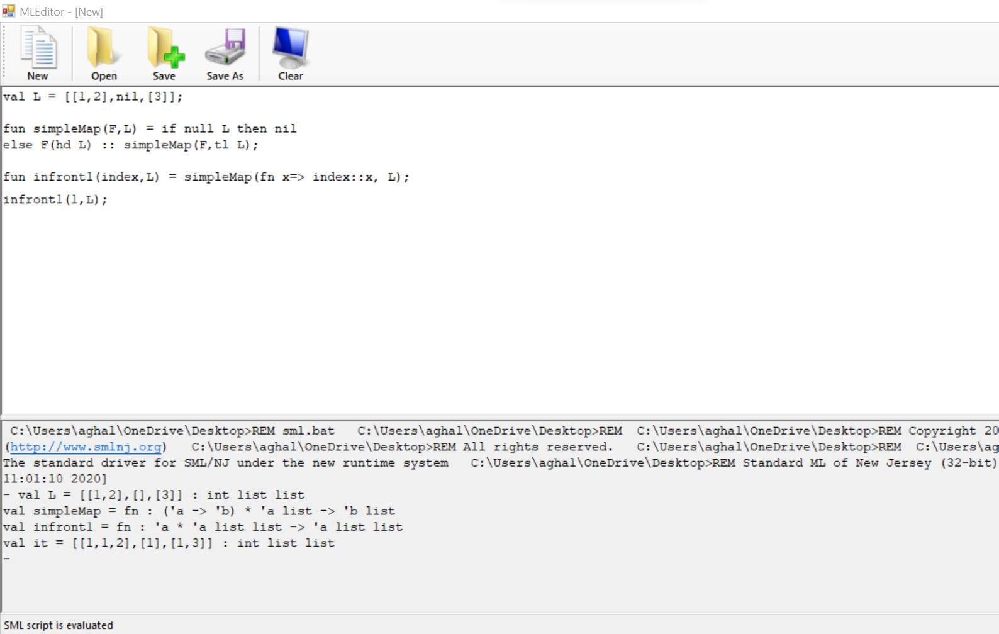 MLEditor - [New]
New Open Save Save As Clear
val L = [[1,2],nil,[3]];
fun simpleMap(F,L) = if null L then nil
else F(hd L) :: simpleMap(F,tl L);
fun infront1(index,L) = simpleMap(fn x=> index::x, L);
infront1(1,L);
C:\Users\aghal\OneDrive\Desktop>REM sml.bat C:\Users\aghal\OneDrive\Desktop>REM C:\Users\aghal\OneDrive\Desktop>REM Copyright 20
(http://www.smlnj.org) C:\Users\aghal\OneDrive\Desktop>REM All rights reserved. C:\Users\aghal\OneDrive\Desktop>REM C:\Users\ag
The standard driver for SML/NJ under the new runtime system C:\Users\aghal\OneDrive\Desktop>REM Standard ML of New Jersey (32-bit)
11:01:10 2020]
- val L = [[1,2],[],[3]] : int list list
val simpleMap = fn : ('a -> 'b) * 'a list -> 'b list
val infront1 = fn : 'a * 'a list list -> 'a list list
val it = [[1,1,2],[1],[1,3]] : int list list
-
SML script is evaluated